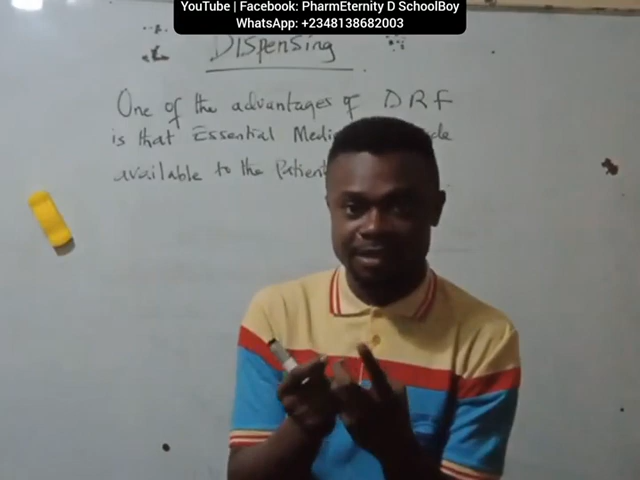 YouTube | Facebook: PharmEternity D SchoolBoy
WhatsApp: +2348138682003
Dispensing
One of the advantages of DRF
is that Essential
available to the Patient